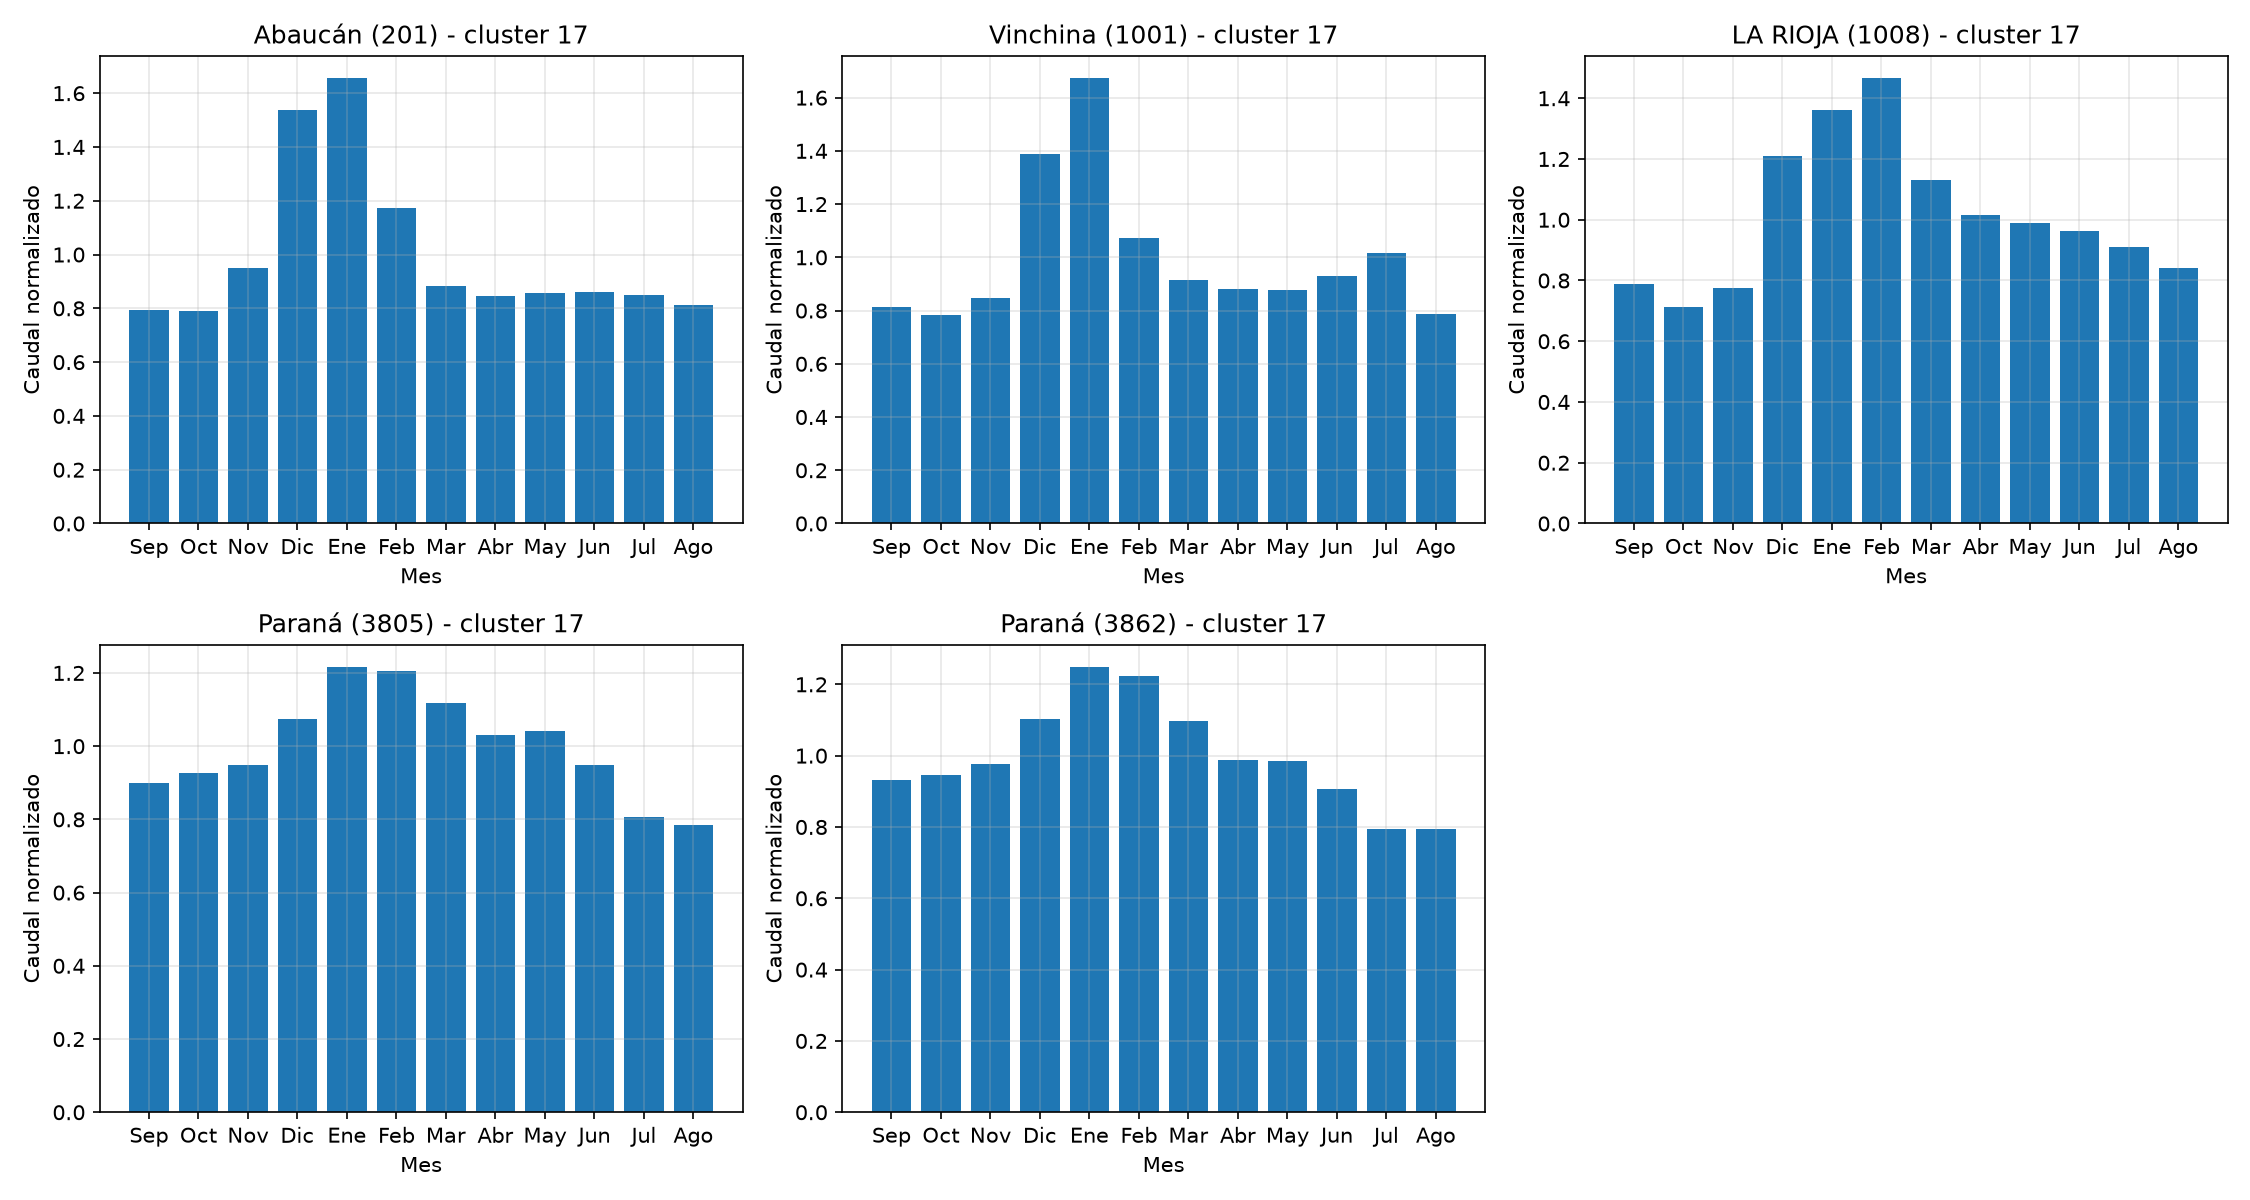 Abaucán (201) - cluster 17
Caudal normalizado
1.6
1.4
1.2
1.0
0.8
0.6
0.4
0.2
0.0
Sep Oct Nov Dic Ene Feb Mar Abr May Jun Jul Ago
Mes
Vinchina (1001) - cluster 17
Caudal normalizado
1.6
1.4
1.2
1.0
0.8
0.6
0.4
0.2
0.0
Sep Oct Nov Dic Ene Feb Mar Abr May Jun Jul Ago
Mes
LA RIOJA (1008) - cluster 17
Caudal normalizado
1.4
1.2
1.0
0.8
0.6
0.4
0.2
0.0
Sep Oct Nov Dic Ene Feb Mar Abr May Jun Jul Ago
Mes
Paraná (3805) - cluster 17
Caudal normalizado
1.2
1.0
0.8
0.6
0.4
0.2
0.0
Sep Oct Nov Dic Ene Feb Mar Abr May Jun Jul Ago
Mes
Paraná (3862) - cluster 17
Caudal normalizado
1.2
1.0
0.8
0.6
0.4
0.2
0.0
Sep Oct Nov Dic Ene Feb Mar Abr May Jun Jul Ago
Mes